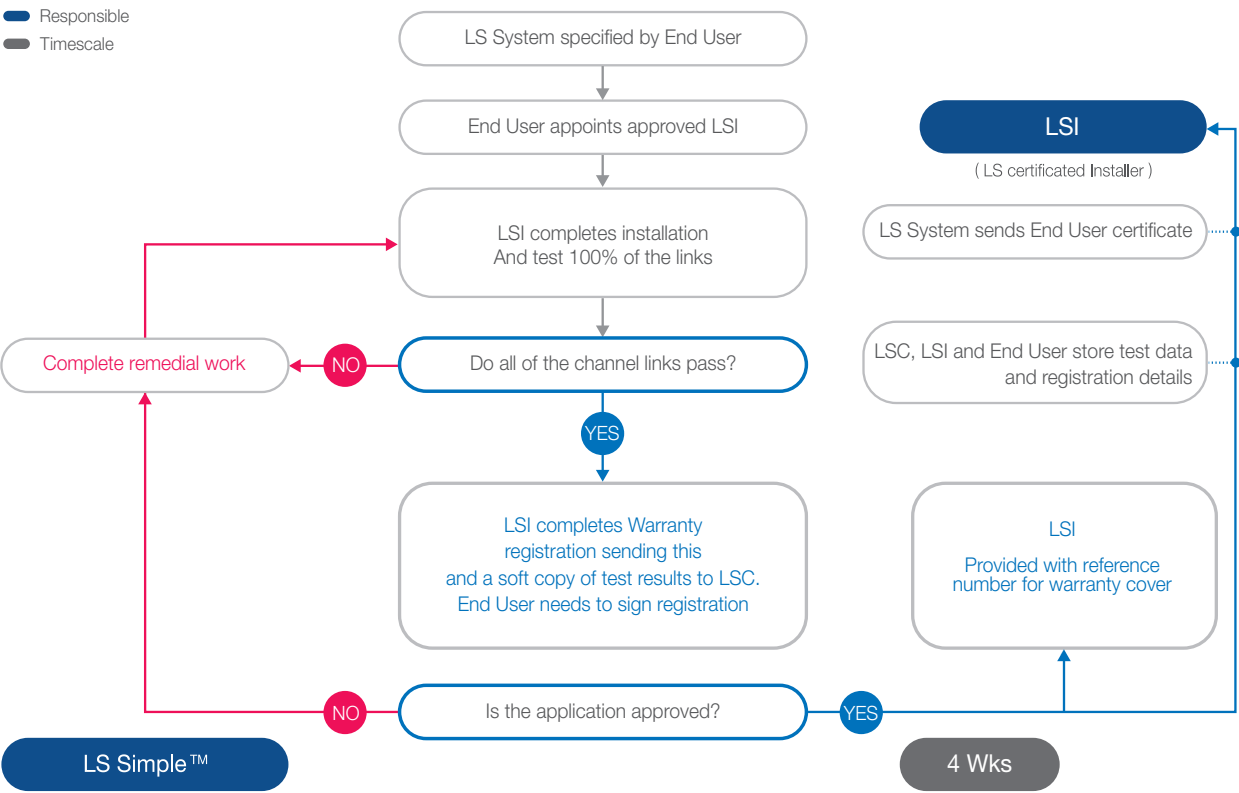 Responsible
Timescale
LS System specified by End User
End User appoints approved LSI
LSI
( LS certificated Installer )
LSI completes installation
And test 100% of the links
LS System sends End User certificate
Complete remedial work
NO
Do all of the channel links pass?
LSC, LSI and End User store test data
and registration details
YES
LSI completes Warranty
registration sending this
and a soft copy of test results to LSC.
End User needs to sign registration
LSI
Provided with reference
number for warranty cover
NO
Is the application approved?
YES
LS Simple™
4 Wks